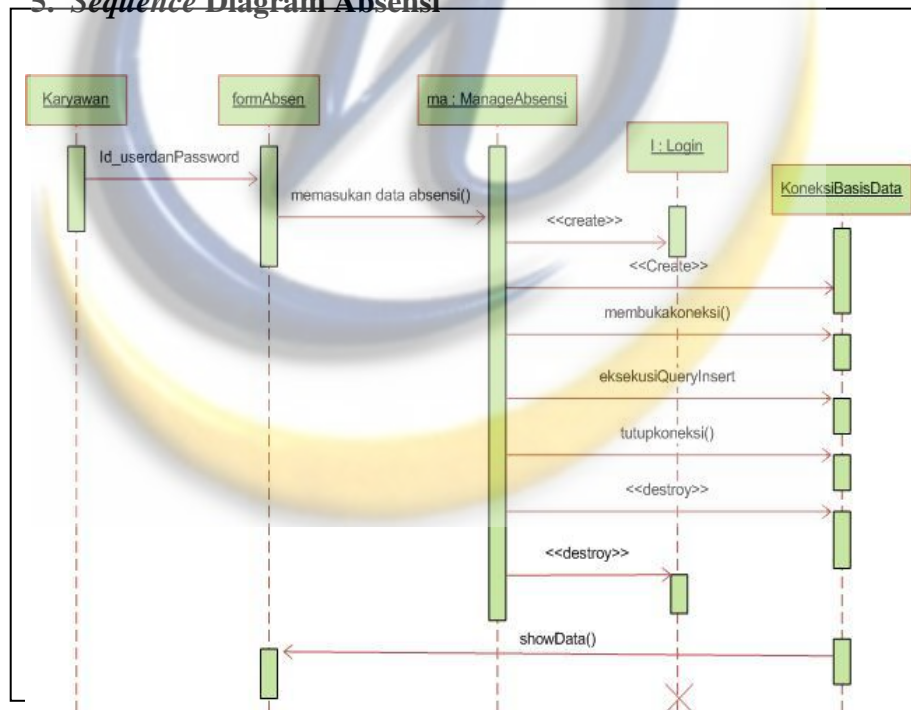 5. Sequence Diagram Absensi
Karyawan
formAbsen
ma : ManageAbsensi
l : Login
KoneksiBasisData
Id_userdanPassword
memasukan data absensi()
<<create>>
<<Create>>
membukakoneksi()
eksekusiQueryInsert
tutupkoneksi()
<<destroy>>
<<destroy>>
showData()